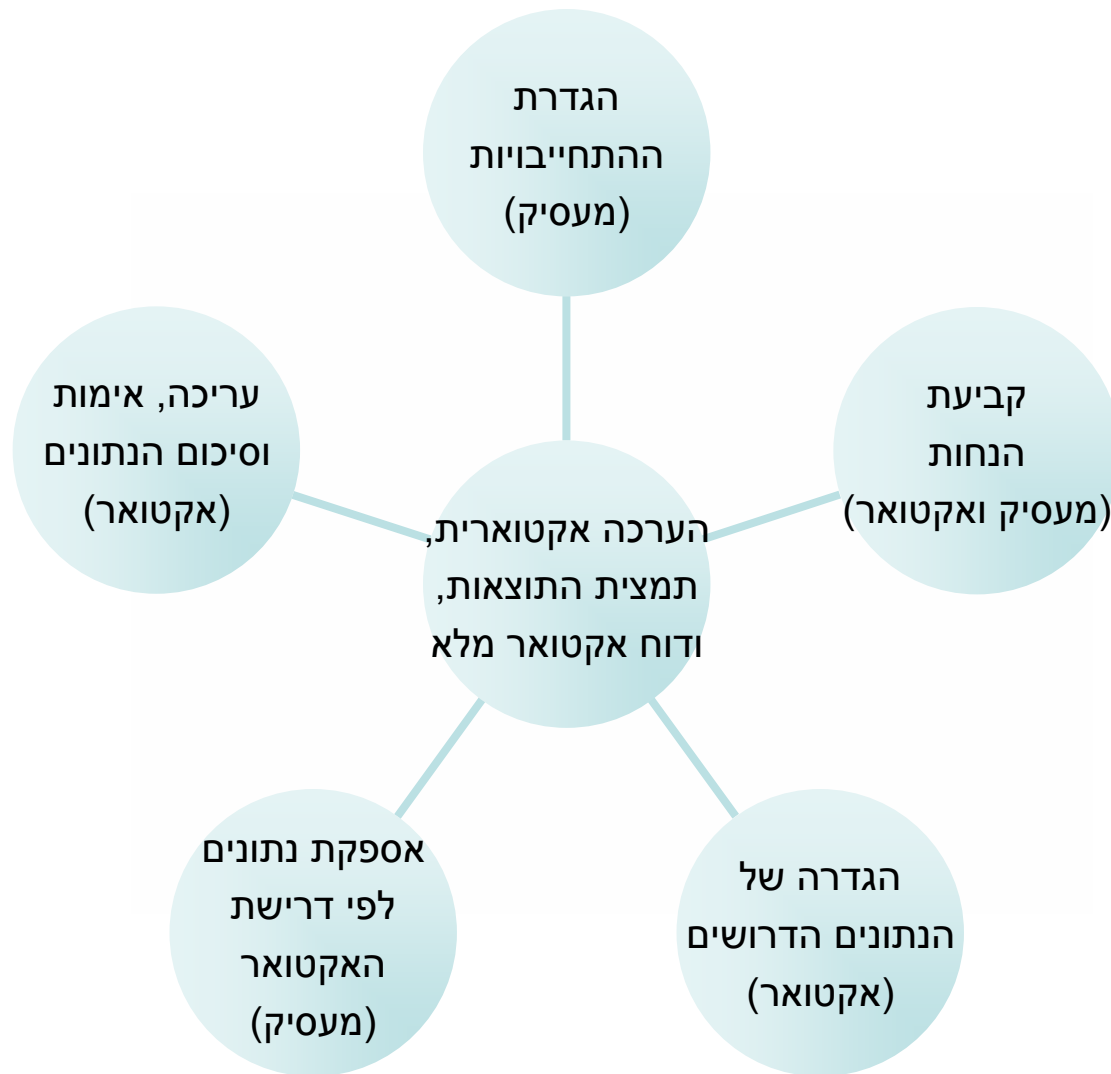 הגדרת
ההתחייבויות
(מעסיק)
קביעת
הנחות
(מעסיק ואקטואר)
הגדרה של
הנתונים הדרושים
(אקטואר)
אספקת נתונים
לפי דרישת
האקטואר
(מעסיק)
עריכה, אימות
וסיכום הנתונים
(אקטואר)
הערכה אקטוארית,
תמצית התוצאות,
ודוח אקטואר מלא